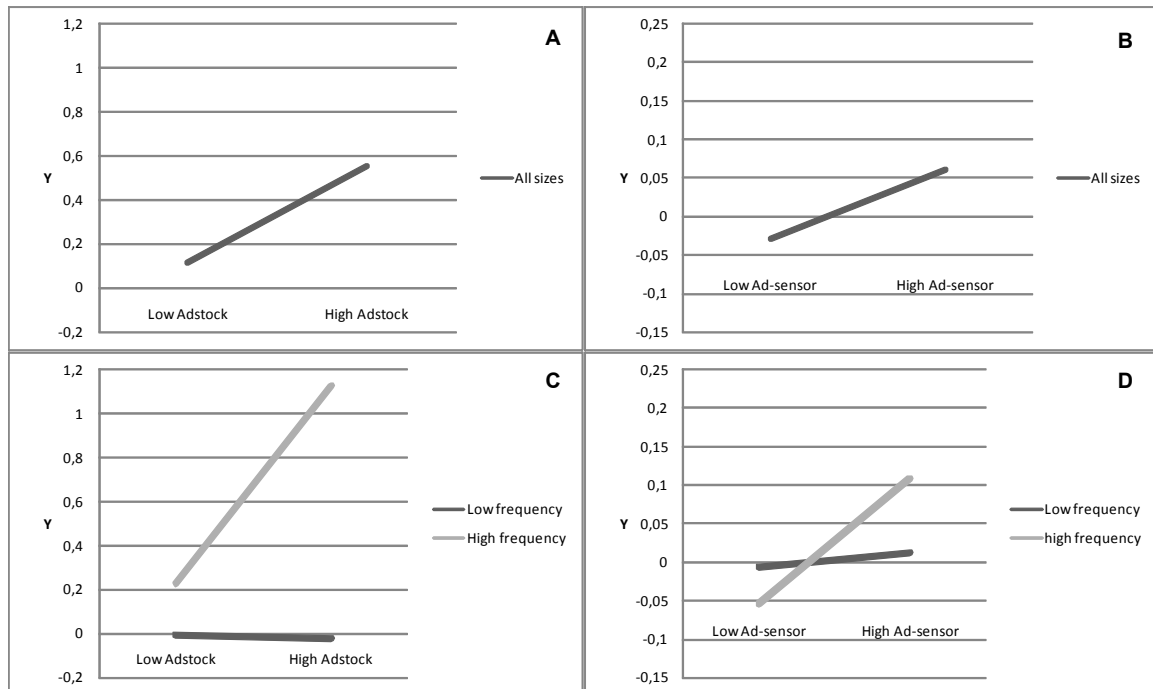 A
1,2
1
0,8
0,6
0,4
0,2
0
-0,2
Y
Low Adstock
High Adstock
All sizes
B
0,25
0,2
0,15
0,1
0,05
0
-0,05
-0,1
-0,15
Y
Low Ad-sensor
High Ad-sensor
All sizes
C
1,2
1
0,8
0,6
0,4
0,2
0
-0,2
Y
Low Adstock
High Adstock
Low frequency
High frequency
D
0,25
0,2
0,15
0,1
0,05
0
-0,05
-0,1
-0,15
Y
Low Ad-sensor
High Ad-sensor
Low frequency
high frequency